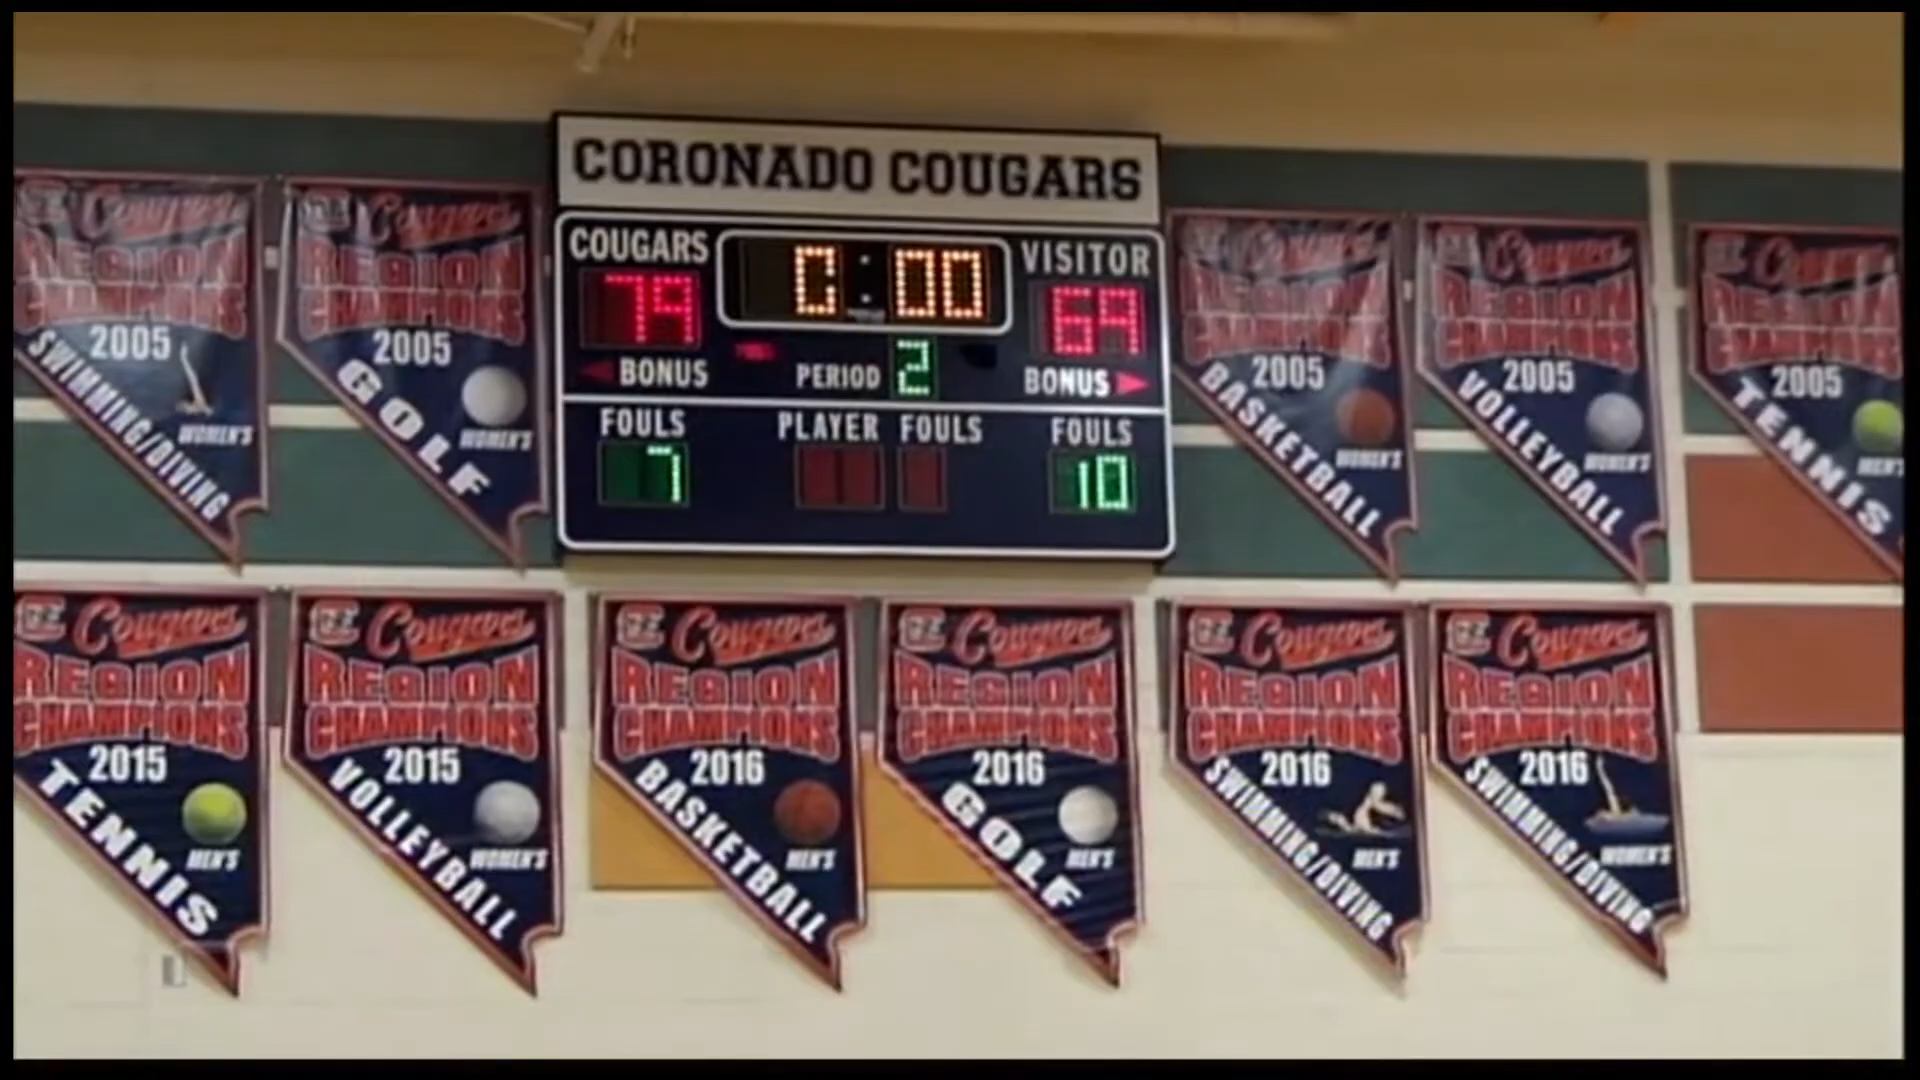 CORONADO COUGARS
COUGARS
0:00
VISITOR
79
69
BONUS
PERIOD
2
BONUS
FOULS
PLAYER FOULS
FOULS
7
10
Cougars
REGION
CHAMPIONS
2005
WOMEN'S
SWIMMING/DIVING
Cougars
REGION
CHAMPIONS
2005
WOMEN'S
GOLF
Cougars
REGION
CHAMPIONS
2005
WOMEN'S
BASKETBALL
Cougars
REGION
CHAMPIONS
2005
WOMEN'S
VOLLEYBALL
Cougars
REGION
CHAMPIONS
2005
MEN'S
TENNIS
Cougars
REGION
CHAMPIONS
2015
MEN'S
TENNIS
Cougars
REGION
CHAMPIONS
2015
WOMEN'S
VOLLEYBALL
Cougars
REGION
CHAMPIONS
2016
MEN'S
BASKETBALL
Cougars
REGION
CHAMPIONS
2016
MEN'S
GOLF
Cougars
REGION
CHAMPIONS
2016
MEN'S
SWIMMING/DIVING
Cougars
REGION
CHAMPIONS
2016
WOMEN'S
SWIMMING/DIVING